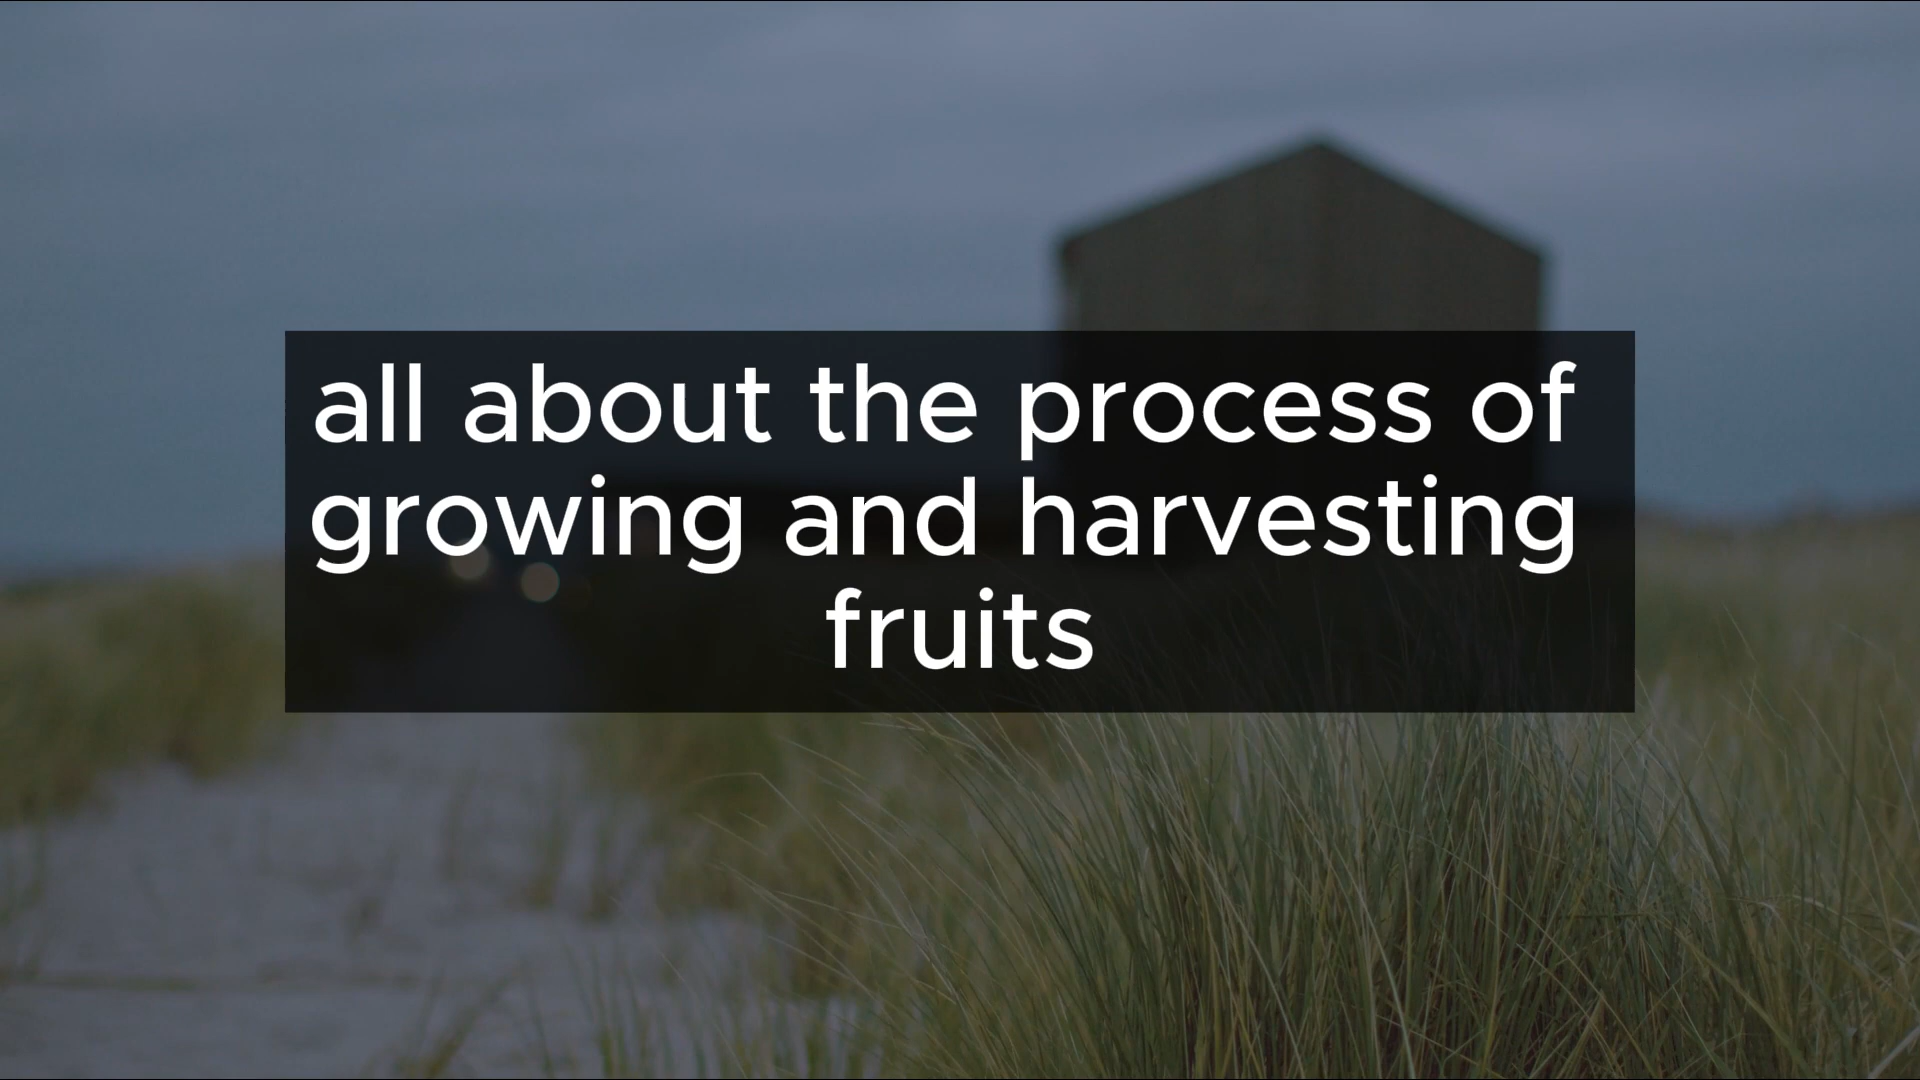 all about the process of
growing and harvesting
fruits